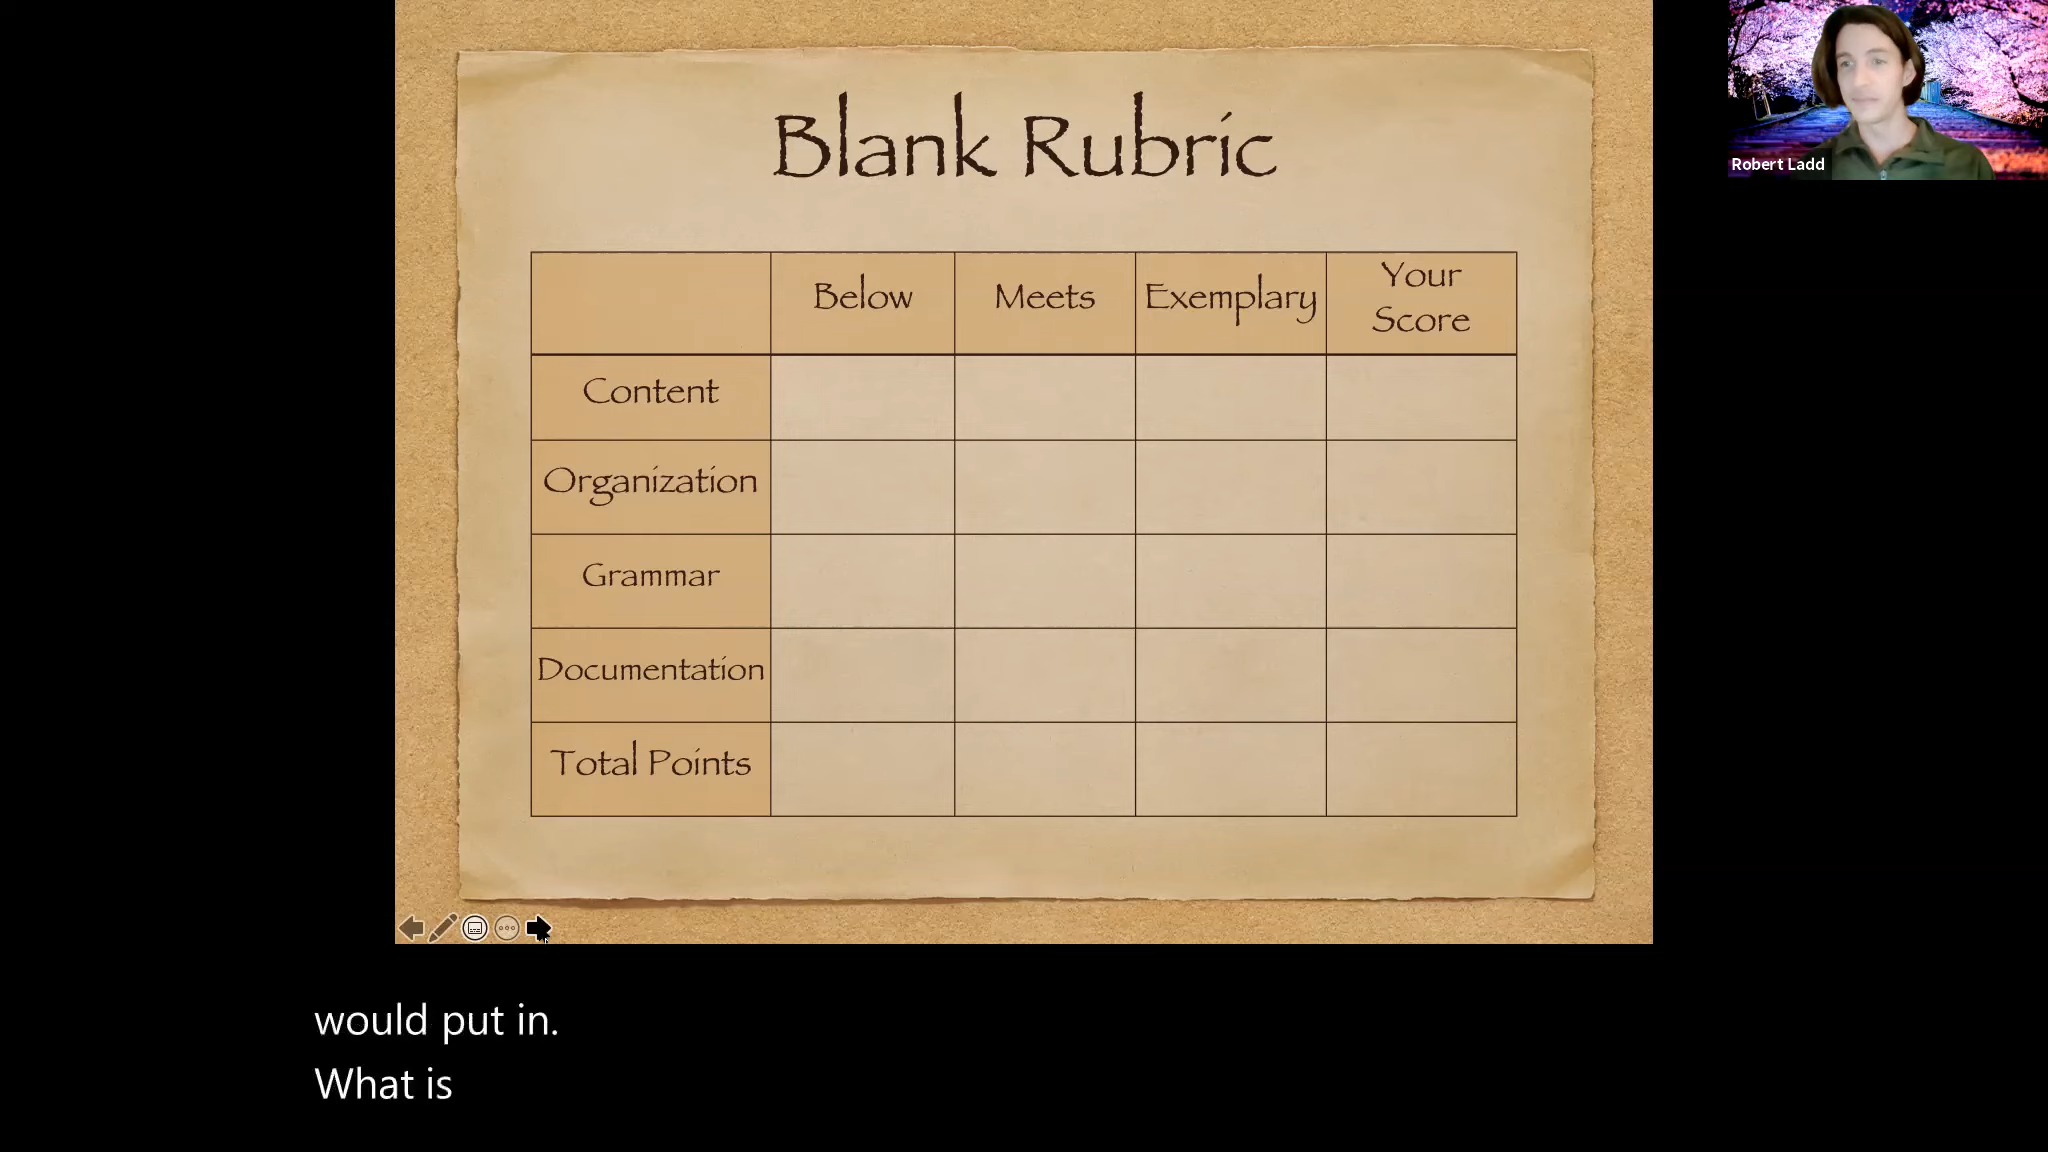 Blank Rubric
Below Meets Exemplary Your Score
Content
Organization
Grammar
Documentation
Total Points
Robert Ladd
would put in.
What is